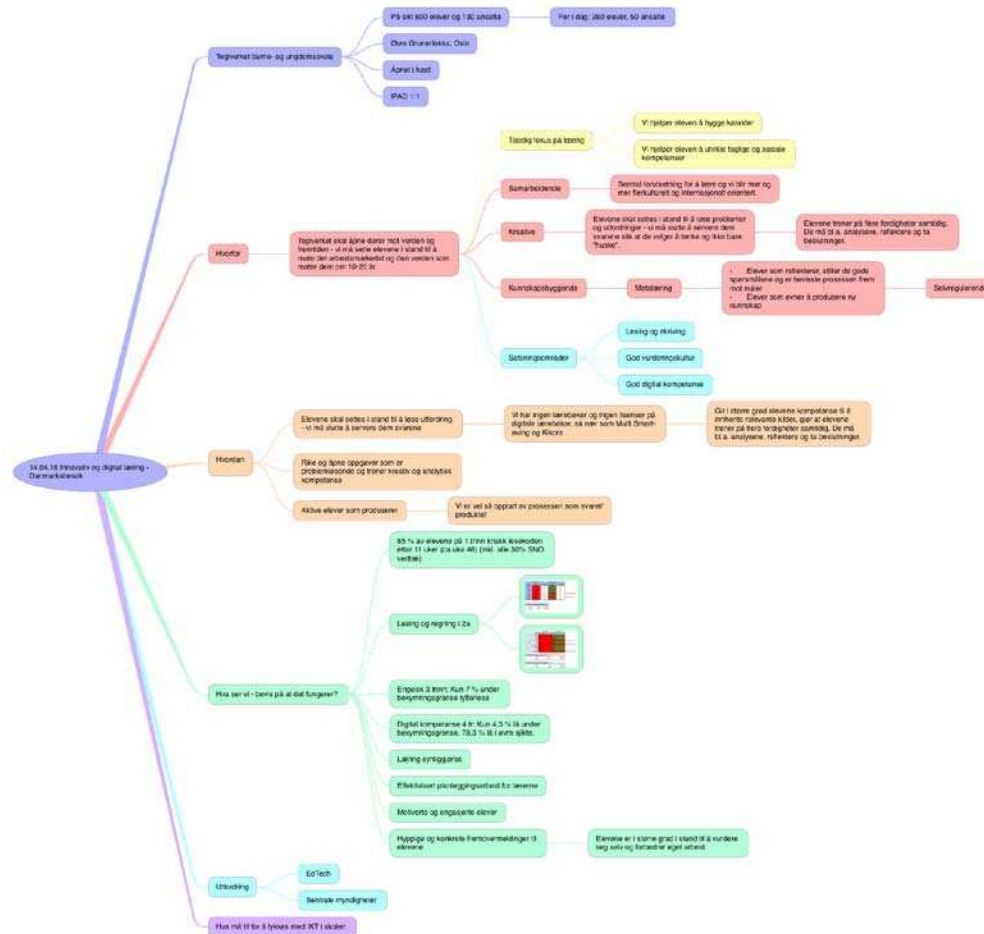 På sikt 800 elever og 130 ansatte
Per i dag: 380 elever, 50 ansatte
Teglverket barne- og ungdomsskole
Øvre Grünerløkka, Oslo
Åpnet i høst
IPAD 1:1
Vi hjelper eleven å bygge karakter
Tydelig fokus på læring
Vi hjelper eleven å utvikle faglige og sosiale
kompetanser
Samarbeidende
Sentral forutsetning for å lære og vi blir mer og
mer flerkulturelt og internasjonalt orientert.
Hvorfor
Teglverket skal åpne dører mot verden og
fremtiden - vi må sette elevene i stand til å
møte det arbeidsmarkedet og den verden som
møter dem om 10-20 år.
Kreative
Elevene skal settes i stand til å løse problemer
og utfordringer - vi må slutte å servere dem
svarene slik at de velger å tenke og ikke bare
"huske".
Elevene trener på flere ferdigheter samtidig.
De må bl.a. analysere, reflektere og ta
beslutninger.
Kunnskapsbyggende
Metalæring
- Elever som reflekterer, stiller de gode
spørsmålene og er bevisste prosessen frem
mot målet
- Elever som evner å produsere ny
kunnskap
Selvregulerende
Satsningsområder
Lesing og skriving
God vurderingskultur
God digital kompetanse
14.04.16 Innovativ og digital læring -
Danmarksbesøk
Hvordan
Elevene skal settes i stand til å løse utfordring
- vi må slutte å servere dem svarene
Vi har ingen lærebøker og ingen lisenser på
digitale lærebøker, så nær som Multi Smart-
øving og Kikora
Gir i større grad elevene kompetanse til å
innhente relevante kilder, gjør at elevene
trener på flere ferdigheter samtidig. De må
bl.a. analysere, reflektere og ta beslutninger.
Rike og åpne oppgaver som er
problemløsende og trener kreativ og analytisk
kompetanse
Aktive elever som produserer
Vi er vel så opptatt av prosessen som svaret/
produktet
Hva ser vi - bevis på at det fungerer?
85 % av elevene på 1.trinn knakk lesekoden
etter 11 uker (ca uke 46) (inkl. alle 30% SNO
vedtak)
Lesing og regning i 2a
Engelsk 3 trinn: Kun 7 % under
bekymringsgrense lytte/lese
Digital kompetanse 4 tr: Kun 4,3 % lå under
bekymringsgrense, 78,3 % lå i øvre sjikte.
Læring synliggjøres
Effektivisert planleggingsarbeid for lærerne
Motiverte og engasjerte elever
Hyppige og konkrete fremovermeldinger til
elevene
Elevene er i større grad i stand til å vurdere
seg selv og forbedrer eget arbeid.
Utfordring
EdTech
Sentrale myndigheter
Hva må til for å lykkes med IKT i skolen